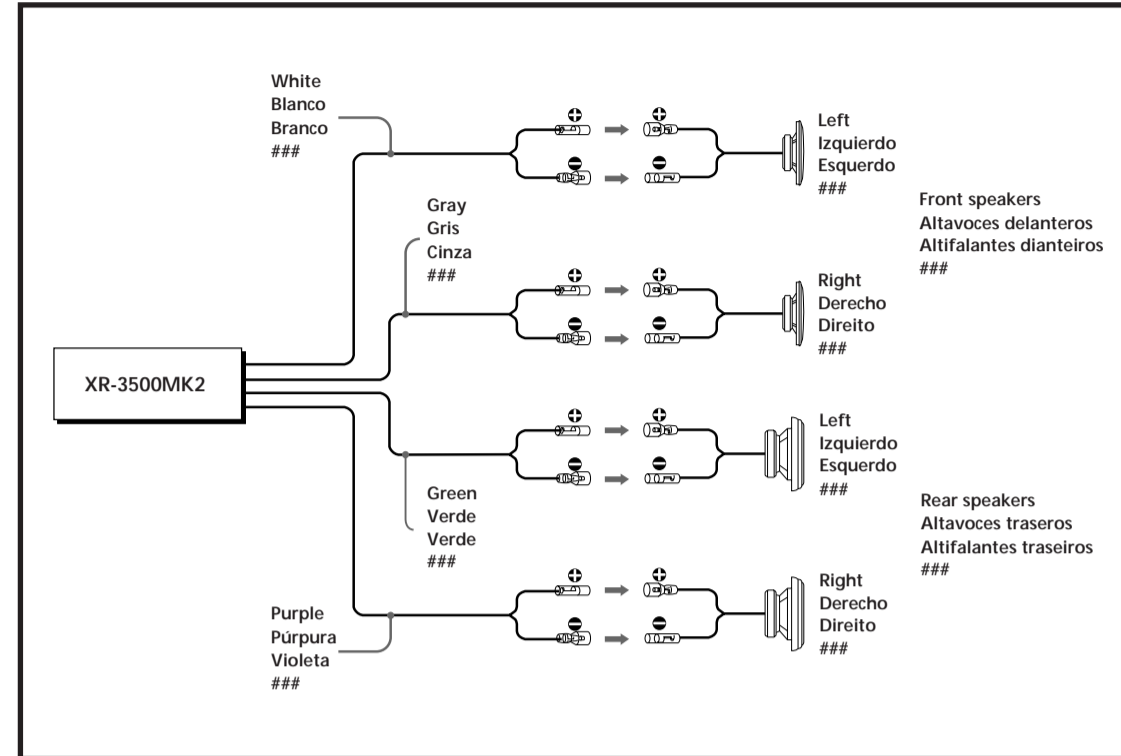 White
Blanco
Branco
###
Left
Izquierdo
Esquerdo
###
Gray
Gris
Cinza
###
Front speakers
Altavoces delanteros
Altifalantes dianteiros
###
Right
Derecho
Direito
###
XR-3500MK2
Left
Izquierdo
Esquerdo
###
Green
Verde
Verde
###
Rear speakers
Altavoces traseros
Altifalantes traseiros
###
Right
Derecho
Direito
###
Purple
Púrpura
Violeta
###